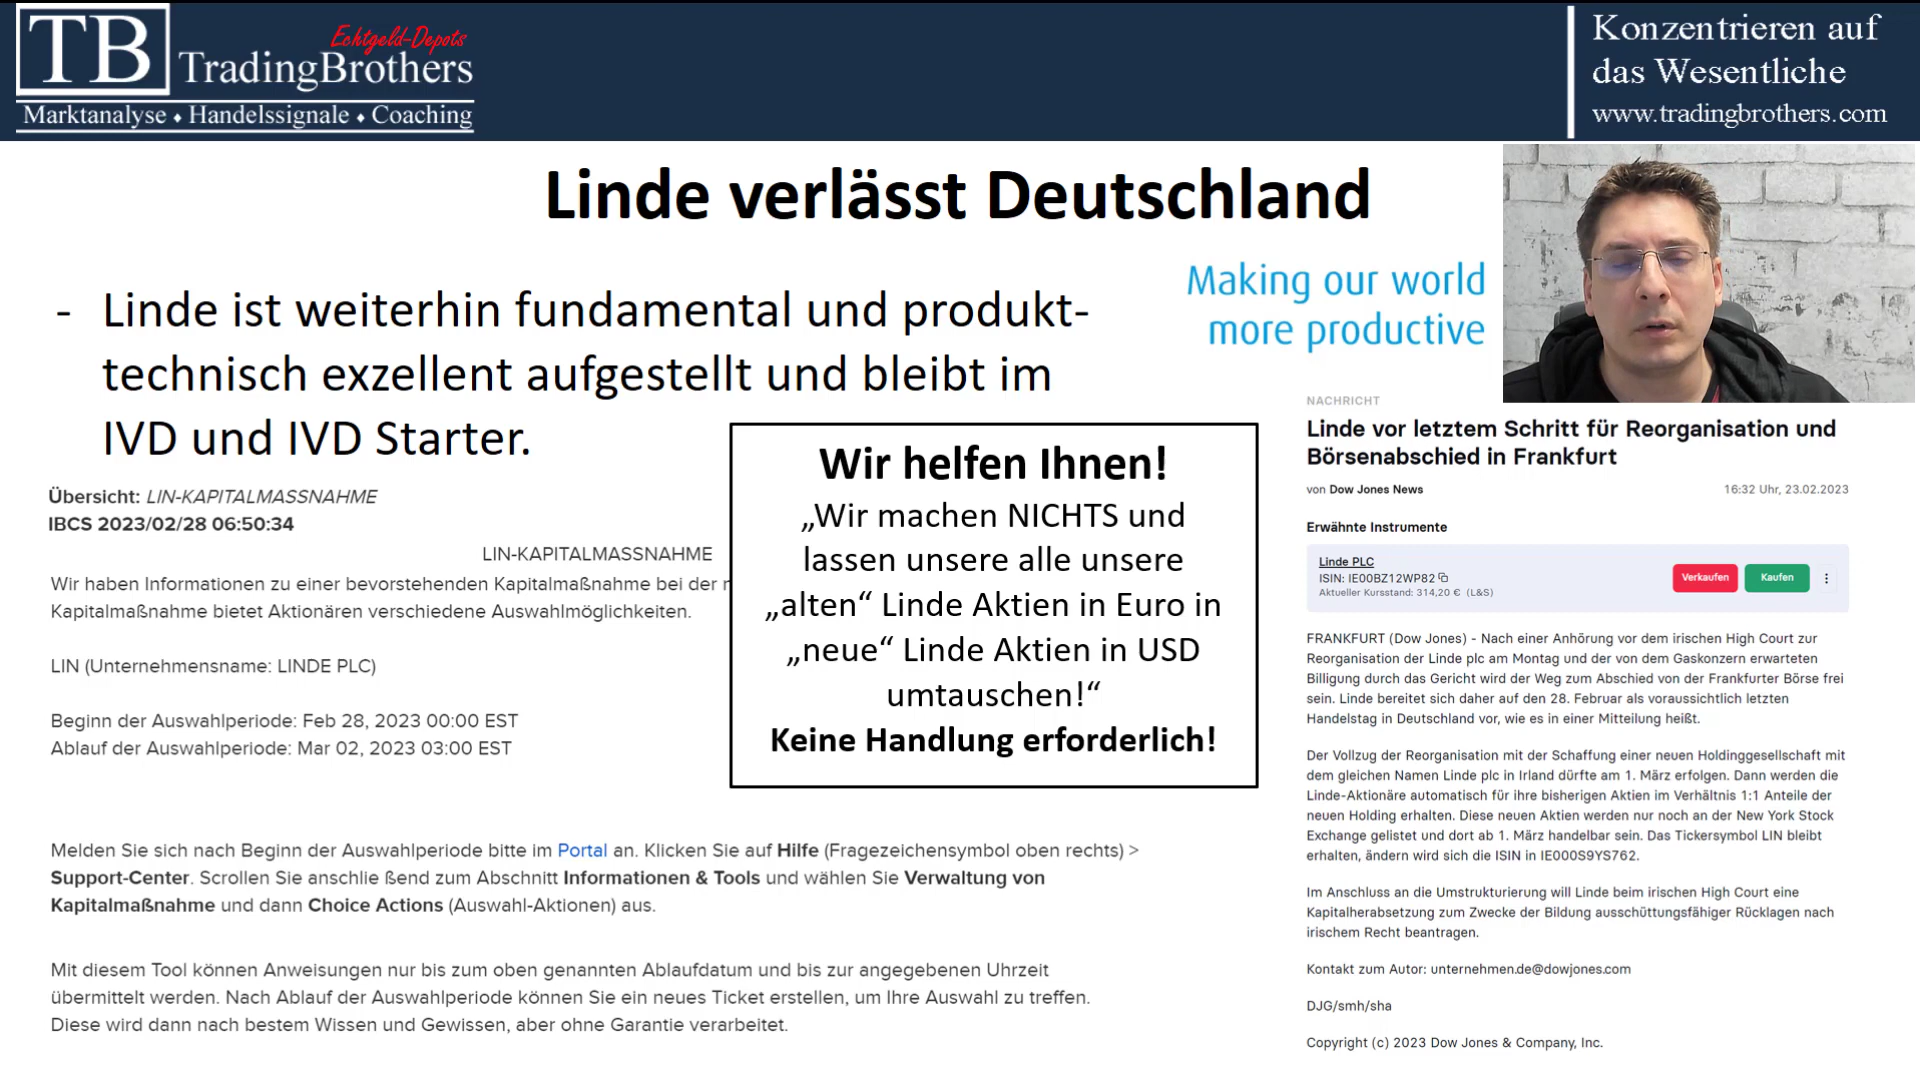 TB
Echtgeld-Depots
TradingBrothers
Marktanalyse ♦ Handelssignale ♦ Coaching
Konzentrieren auf
das Wesentliche
www.tradingbrothers.com
Linde verlässt Deutschland
Making our world
more productive
- Linde ist weiterhin fundamental und produkt-
technisch exzellent aufgestellt und bleibt im
IVD und IVD Starter.
Übersicht: LIN-KAPITALMASSNAHME
IBCS 2023/02/28 06:50:34
LIN-KAPITALMASSNAHME
Wir haben Informationen zu einer bevorstehenden Kapitalmaßnahme bei der
Kapitalmaßnahme bietet Aktionären verschiedene Auswahlmöglichkeiten.
LIN (Unternehmensname: LINDE PLC)
Beginn der Auswahlperiode: Feb 28, 2023 00:00 EST
Ablauf der Auswahlperiode: Mar 02, 2023 03:00 EST
Wir helfen Ihnen!
„Wir machen NICHTS und
lassen unsere alle unsere
„alten“ Linde Aktien in Euro in
„neue“ Linde Aktien in USD
umtauschen!“
Keine Handlung erforderlich!
Melden Sie sich nach Beginn der Auswahlperiode bitte im Portal an. Klicken Sie auf Hilfe (Fragezeichensymbol oben rechts) >
Support-Center. Scrollen Sie anschlie ßend zum Abschnitt Informationen & Tools und wählen Sie Verwaltung von
Kapitalmaßnahme und dann Choice Actions (Auswahl-Aktionen) aus.
Mit diesem Tool können Anweisungen nur bis zum oben genannten Ablaufdatum und bis zur angegebenen Uhrzeit
übermittelt werden. Nach Ablauf der Auswahlperiode können Sie ein neues Ticket erstellen, um Ihre Auswahl zu treffen.
Diese wird dann nach bestem Wissen und Gewissen, aber ohne Garantie verarbeitet.
NACHRICHT
Linde vor letztem Schritt für Reorganisation und
Börsenabschied in Frankfurt
von Dow Jones News 16:32 Uhr, 23.02.2023
Erwähnte Instrumente
Linde PLC
ISIN: IE00BZ12WP82
Aktueller Kursstand: 314,20 € (L&S)
Verkaufen Kaufen
FRANKFURT (Dow Jones) - Nach einer Anhörung vor dem irischen High Court zur
Reorganisation der Linde plc am Montag und der von dem Gaskonzern erwarteten
Billigung durch das Gericht wird der Weg zum Abschied von der Frankfurter Börse frei
sein. Linde bereitet sich daher auf den 28. Februar als voraussichtlich letzten
Handelstag in Deutschland vor, wie es in einer Mitteilung heißt.
Der Vollzug der Reorganisation mit der Schaffung einer neuen Holdinggesellschaft mit
dem gleichen Namen Linde plc in Irland dürfte am 1. März erfolgen. Dann werden die
Linde-Aktionäre automatisch für ihre bisherigen Aktien im Verhältnis 1:1 Anteile der
neuen Holding erhalten. Diese neuen Aktien werden nur noch an der New York Stock
Exchange gelistet und dort ab 1. März handelbar sein. Das Tickersymbol LIN bleibt
erhalten, ändern wird sich die ISIN in IE000S9YS762.
Im Anschluss an die Umstrukturierung will Linde beim irischen High Court eine
Kapitalherabsetzung zum Zwecke der Bildung ausschüttungsfähiger Rücklagen nach
irischem Recht beantragen.
Kontakt zum Autor: unternehmen.de@dowjones.com
DJG/smh/sha
Copyright (c) 2023 Dow Jones & Company, Inc.